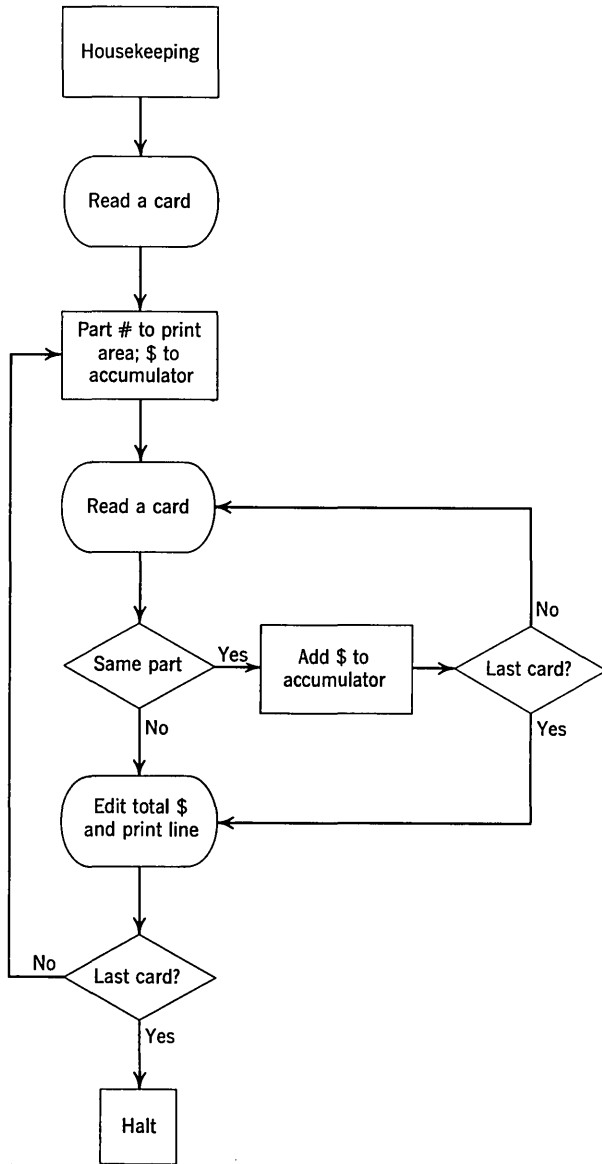 Housekeeping
Read a card
Part # to print
area; $ to
accumulator
Read a card
No
Same part
Yes
Add $ to
accumulator
Last card?
No
Yes
Edit total $
and print line
No
Last card?
Yes
Halt